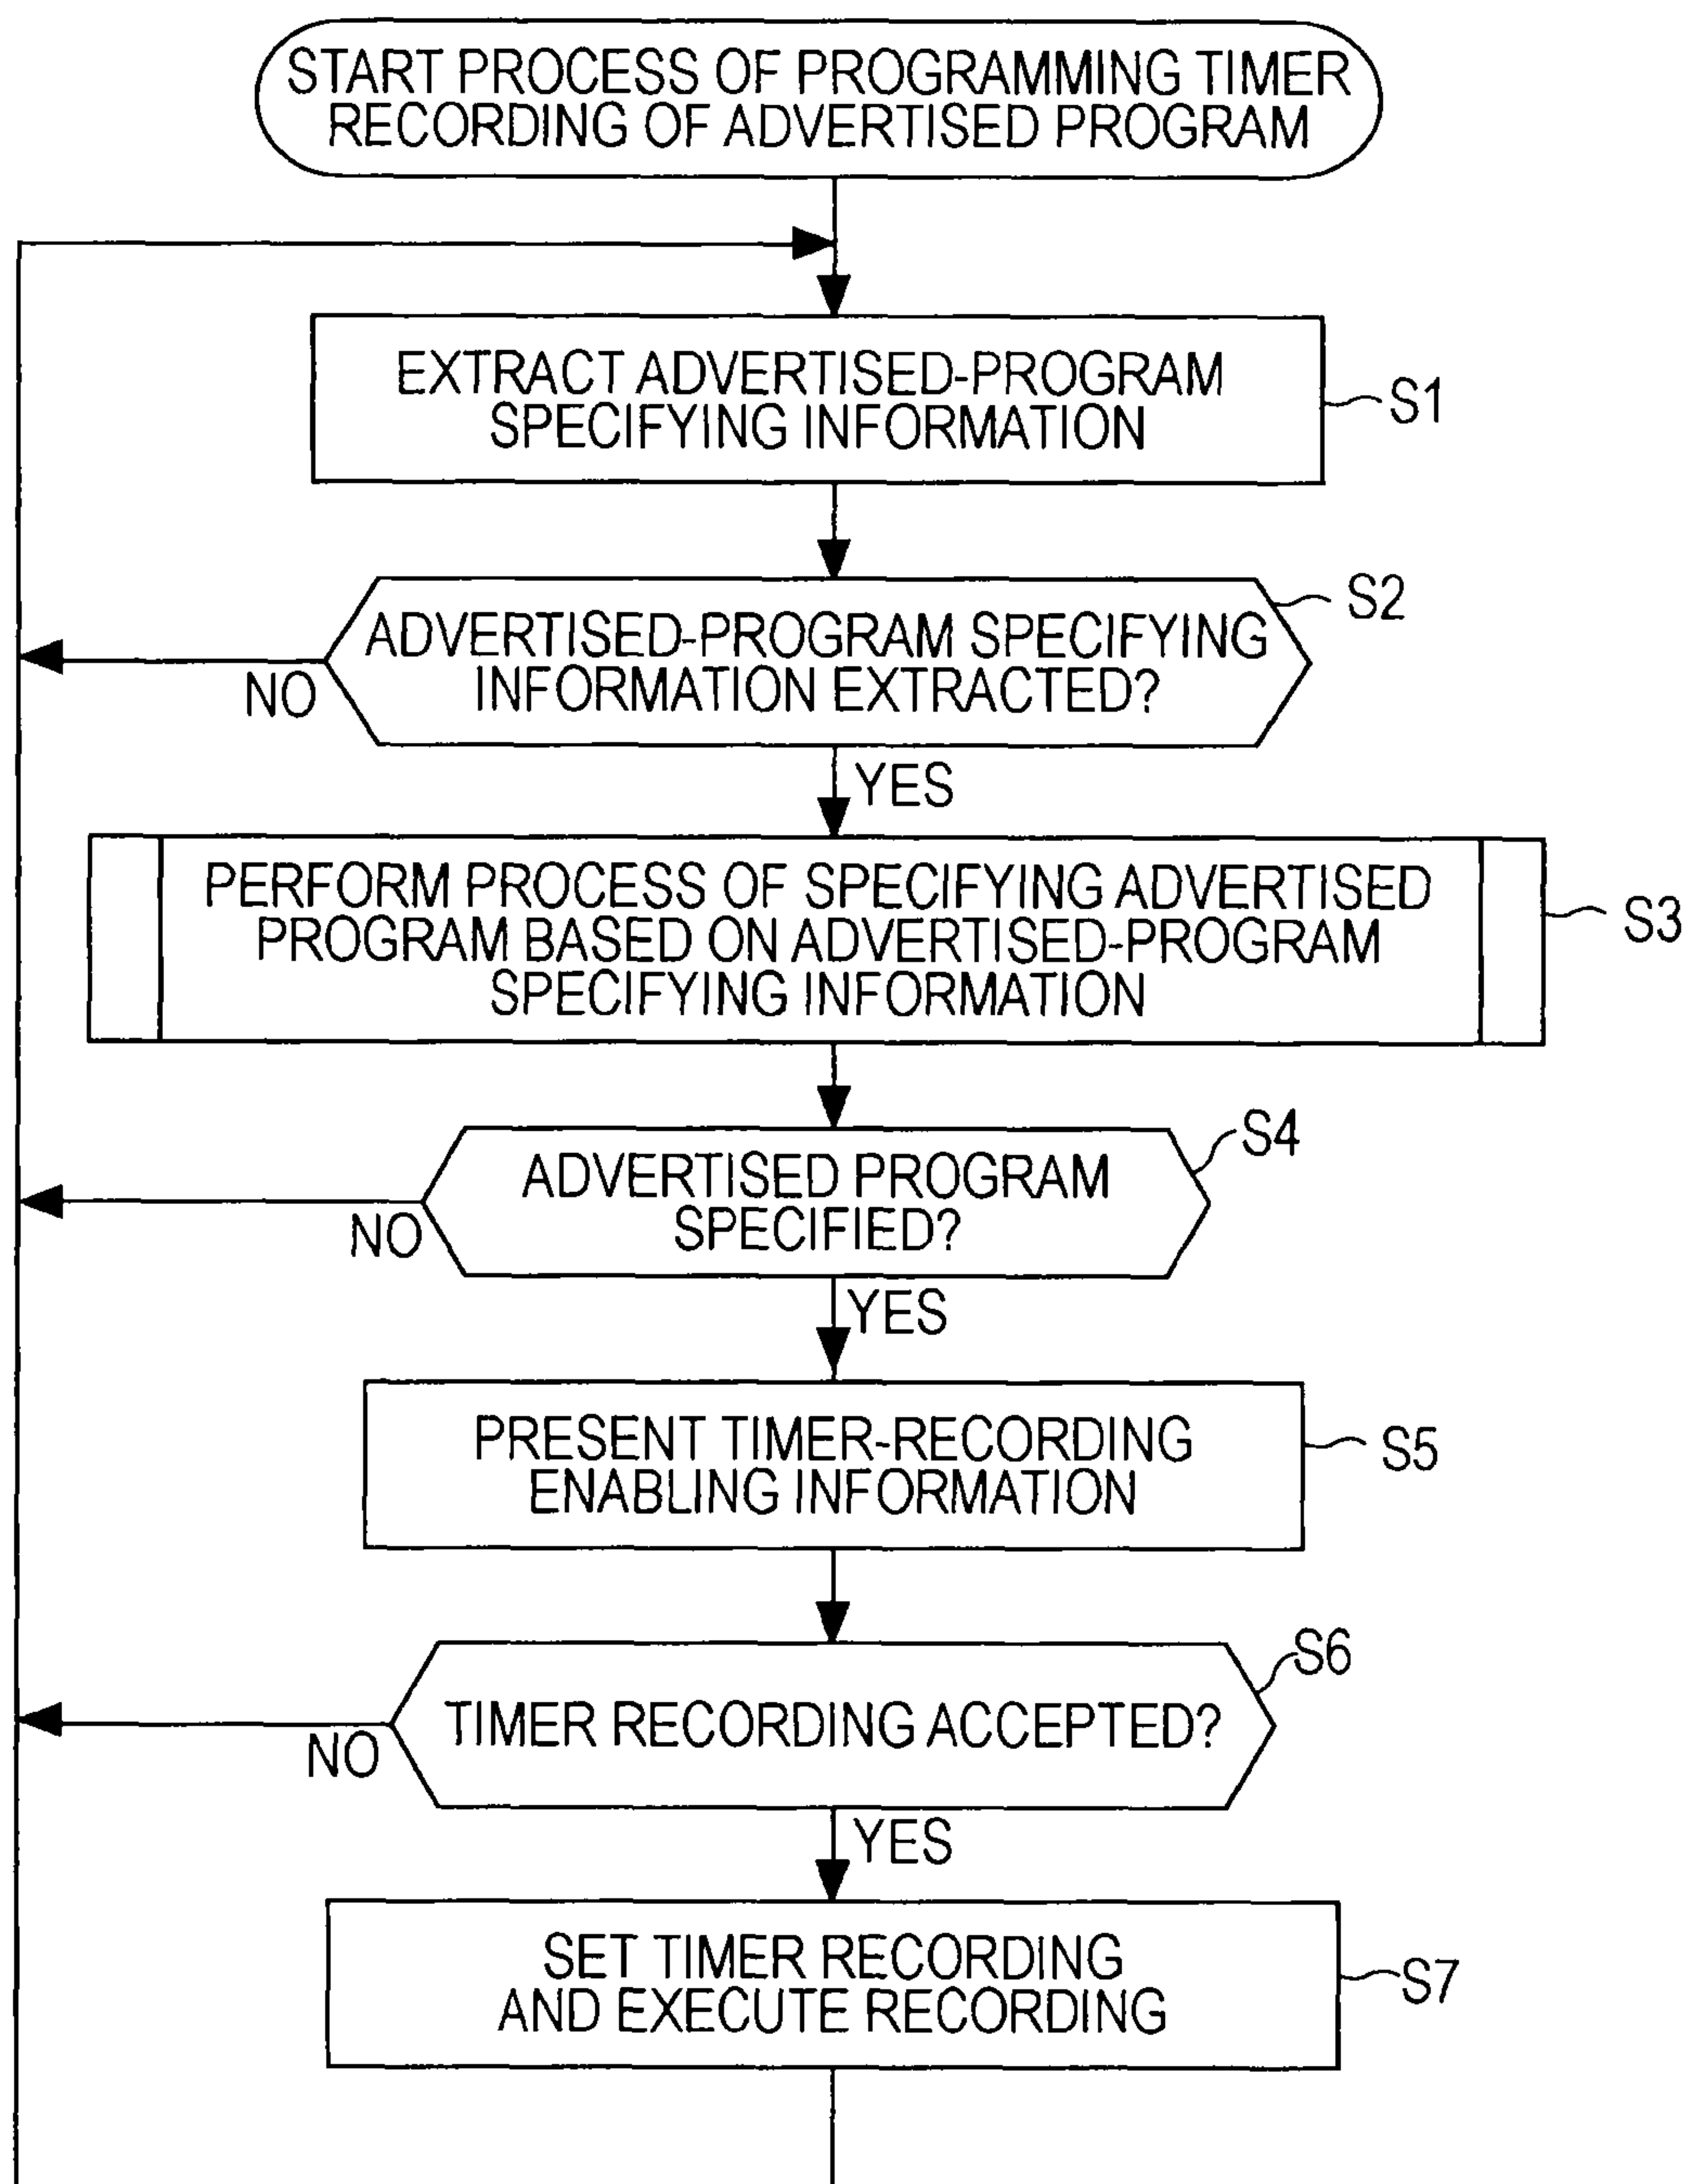 START PROCESS OF PROGRAMMING TIMER
RECORDING OF ADVERTISED PROGRAM
EXTRACT ADVERTISED-PROGRAM
SPECIFYING INFORMATION
S1
ADVERTISED-PROGRAM SPECIFYING
INFORMATION EXTRACTED?
S2
NO
YES
PERFORM PROCESS OF SPECIFYING ADVERTISED
PROGRAM BASED ON ADVERTISED-PROGRAM
SPECIFYING INFORMATION
S3
ADVERTISED PROGRAM
SPECIFIED?
S4
NO
YES
PRESENT TIMER-RECORDING
ENABLING INFORMATION
S5
TIMER RECORDING ACCEPTED?
S6
NO
YES
SET TIMER RECORDING
AND EXECUTE RECORDING
S7